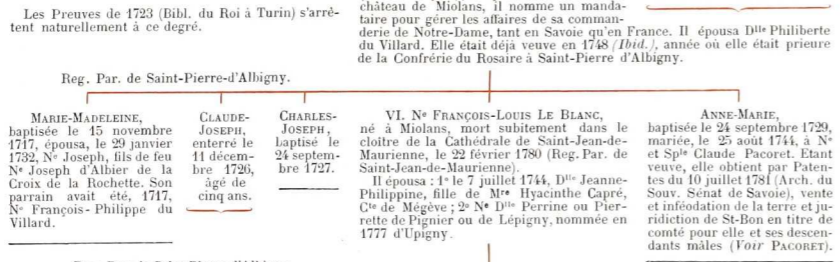 Les Preuves de 1723 (Bibl. du Roi à Turin) s'arrê-
tent naturellement à ce degré.
château de Miolans, il nomme un manda-
taire pour gérer les affaires de sa comman-
derie de Notre-Dame, tant en Savoie qu'en France. Il épousa Dlle Philiberte
du Villard. Elle était déjà veuve en 1748 (Ibid.), année où elle était prieure
de la Confrérie du Rosaire à Saint-Pierre d'Albigny.
Reg. Par. de Saint-Pierre-d'Albigny.
MARIE-MADELEINE,
baptisée le 15 novembre
1717, épousa, le 29 janvier
1732, Ne Joseph, fils de feu
Ne Joseph d'Albier de la
Croix de la Rochette. Son
parrain avait été, 1717,
Ne François-Philippe du
Villard.
CLAUDE-
JOSEPH,
enterré le
11 décem-
bre 1726,
âgé de
cinq ans.
CHARLES-
JOSEPH,
baptisé le
24 septem-
bre 1727.
VI. Ne FRANÇOIS-LOUIS LE BLANC,
né à Miolans, mort subitement dans le
cloître de la Cathédrale de Saint-Jean-de-
Maurienne, le 22 février 1780 (Reg. Par. de
Saint-Jean-de-Maurienne).
Il épousa : 1° le 7 juillet 1744, Dlle Jeanne-
Philippine, fille de Mre Hyacinthe Capré,
Cte de Mégève ; 2° Ne Dlle Perrine ou Pier-
rette de Pignier ou de Lépigny, nommée en
1777 d'Upigny.
ANNE-MARIE,
baptisée le 24 septembre 1729,
mariée, le 25 août 1744, à Ne
et Sple Claude Pacoret. Etant
veuve, elle obtient par Paten-
tes du 10 juillet 1781 (Arch. du
Souv. Sénat de Savoie), vente
et inféodation de la terre et ju-
ridiction de St-Bon en titre de
comté pour elle et ses descen-
dants mâles (Voir PACORET).